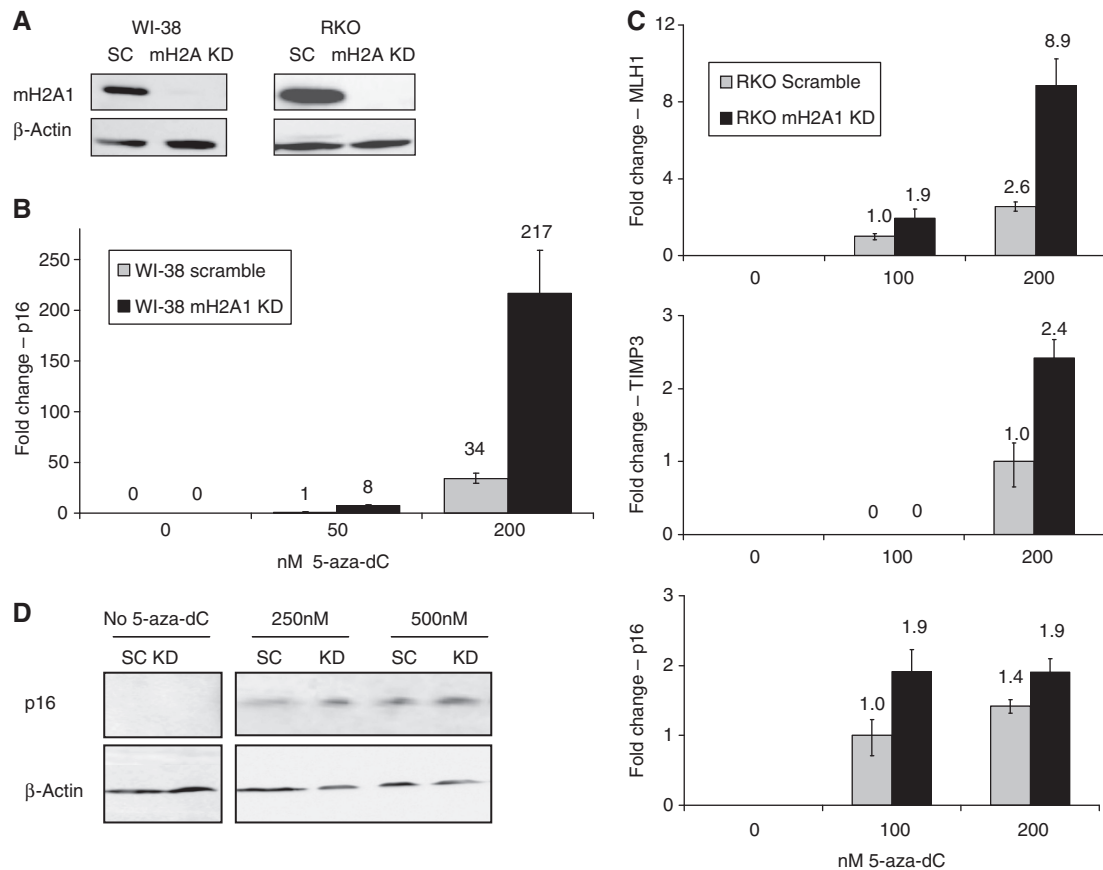 A
WI-38
RKO
SC mH2A KD
SC mH2A KD
mH2A1
β-Actin
B
Fold change – p16
250
200
150
100
50
0
WI-38 scramble
WI-38 mH2A1 KD
0
0
1
8
34
217
0
50
200
nM 5-aza-dC
C
Fold change – MLH1
12
8
4
0
RKO Scramble
RKO mH2A1 KD
1.0
1.9
2.6
8.9
0
100
200
Fold change – TIMP3
3
2
1
0
0
0
1.0
2.4
0
100
200
Fold change – p16
3
2
1
0
1.0
1.9
1.4
1.9
0
100
200
nM 5-aza-dC
D
No 5-aza-dC
250nM
500nM
SC KD
SC KD
SC KD
p16
β-Actin